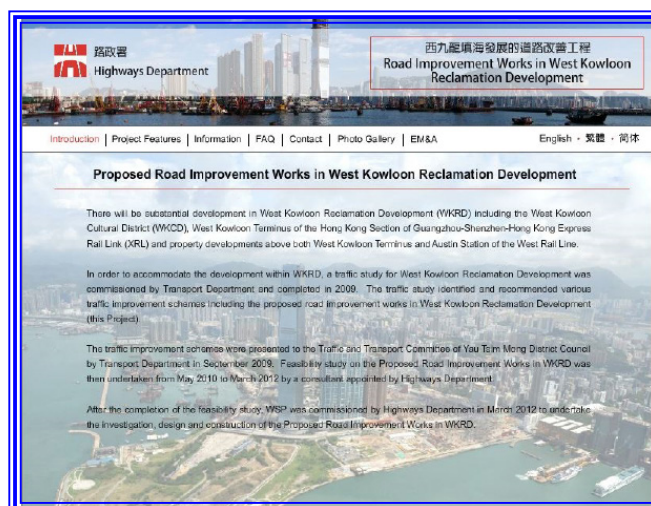 路政署
Highways Department
西九龍填海發展的道路改善工程
Road Improvement Works in West Kowloon
Reclamation Development
Introduction | Project Features | Information | FAQ | Contact | Photo Gallery | EM&A
English · 繁體 · 简体
Proposed Road Improvement Works in West Kowloon Reclamation Development
There will be substantial development in West Kowloon Reclamation Development (WKRD) including the West Kowloon
Cultural District (WKCD), West Kowloon Terminus of the Hong Kong Section of Guangzhou-Shenzhen-Hong Kong Express
Rail Link (XRL) and property developments above both West Kowloon Terminus and Austin Station of the West Rail Line.
In order to accommodate the development within WKRD, a traffic study for West Kowloon Reclamation Development was
commissioned by Transport Department and completed in 2009. The traffic study identified and recommended various
traffic improvement schemes including the proposed road improvement works in West Kowloon Reclamation Development
(this Project).
The traffic improvement schemes were presented to the Traffic and Transport Committee of Yau Tsim Mong District Council
by Transport Department in September 2009. Feasibility study on the Proposed Road Improvement Works in WKRD was
then undertaken from May 2010 to March 2012 by a consultant appointed by Highways Department.
After the completion of the feasibility study, WSP was commissioned by Highways Department in March 2012 to undertake
the investigation, design and construction of the Proposed Road Improvement Works in WKRD.